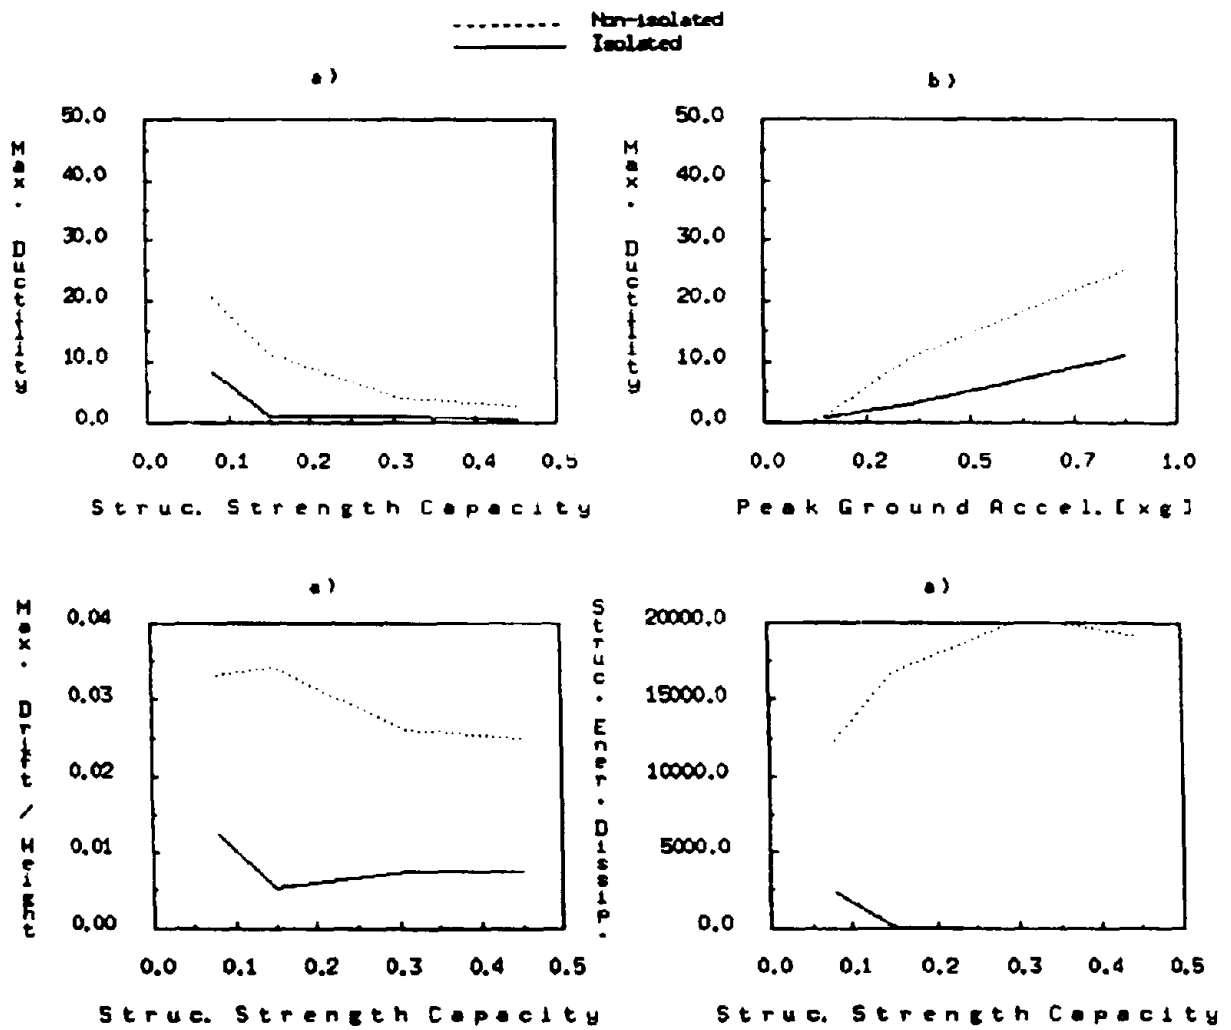 Non-isolated
Isolated
a)
50.0
40.0
30.0
20.0
10.0
0.0
Max. Ductility
0.0 0.1 0.2 0.3 0.4 0.5
Struc. Strength Capacity
b)
50.0
40.0
30.0
20.0
10.0
0.0
Max. Ductility
0.0 0.2 0.5 0.7 1.0
Peak Ground Accel. [xg]
a)
0.04
0.03
0.02
0.01
0.00
Max. Drift / Height
0.0 0.1 0.2 0.3 0.4 0.5
Struc. Strength Capacity
a)
20000.0
15000.0
10000.0
5000.0
0.0
Struc. Ener. Dissip.
0.0 0.1 0.2 0.3 0.4 0.5
Struc. Strength Capacity